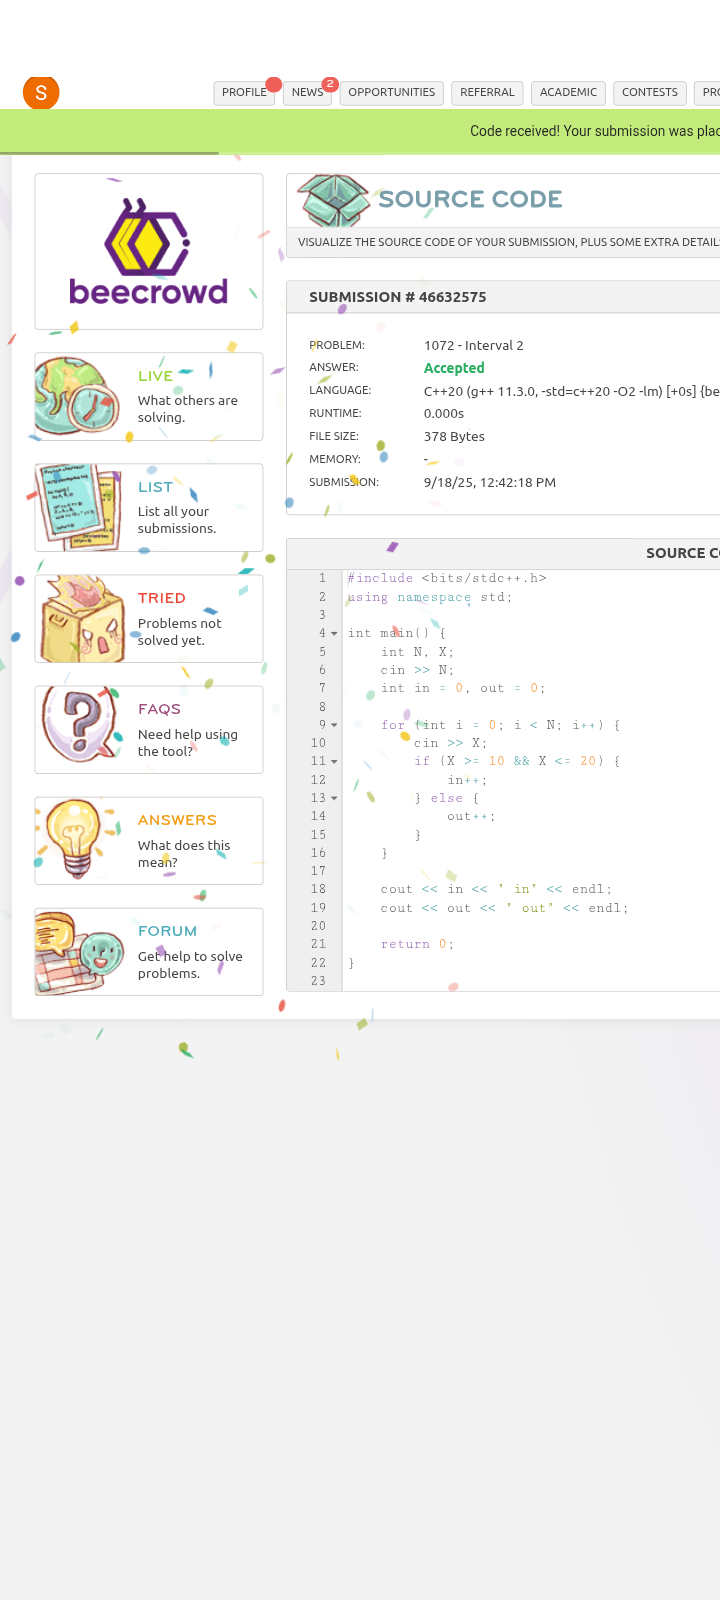 S
PROFILE
NEWS 2
OPPORTUNITIES
REFERRAL
ACADEMIC
CONTESTS
PRO
Code received! Your submission was plac
beecrowd
LIVE
What others are
solving.
LIST
List all your
submissions.
TRIED
Problems not
solved yet.
FAQS
Need help using
the tool?
ANSWERS
What does this
mean?
FORUM
Get help to solve
problems.
SOURCE CODE
VISUALIZE THE SOURCE CODE OF YOUR SUBMISSION, PLUS SOME EXTRA DETAIL
SUBMISSION # 46632575
PROBLEM: 1072 - Interval 2
ANSWER: Accepted
LANGUAGE: C++20 (g++ 11.3.0, -std=c++20 -O2 -lm) [+0s] {be
RUNTIME: 0.000s
FILE SIZE: 378 Bytes
MEMORY: -
SUBMISSION: 9/18/25, 12:42:18 PM
SOURCE CO
1 #include <bits/stdc++.h>
2 using namespace std;
3
4 int main() {
5     int N, X;
6     cin >> N;
7     int in = 0, out = 0;
8
9     for (int i = 0; i < N; i++) {
10         cin >> X;
11         if (X >= 10 && X <= 20) {
12             in++;
13         } else {
14             out++;
15         }
16     }
17
18     cout << in << " in" << endl;
19     cout << out << " out" << endl;
20
21     return 0;
22 }
23